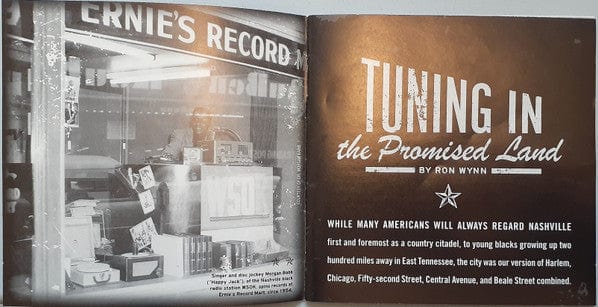 ERNIE'S RECORD
WSOK
Singer and disc jockey Morgan Babb
("Happy Jack"), of the Nashville black
radio station WSOK, spins records at
Ernie's Record Mart, circa 1954.
TUNING IN
the Promised Land
BY RON WYNN
WHILE MANY AMERICANS WILL ALWAYS REGARD NASHVILLE
first and foremost as a country citadel, to young blacks growing up two
hundred miles away in East Tennessee, the city was our version of Harlem,
Chicago, Fifty-second Street, Central Avenue, and Beale Street combined.